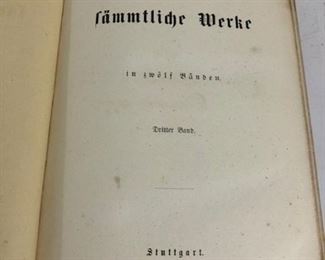 sämmtliche Werke
in zwölf Bänden.
Dritter Band.
Stuttgart.